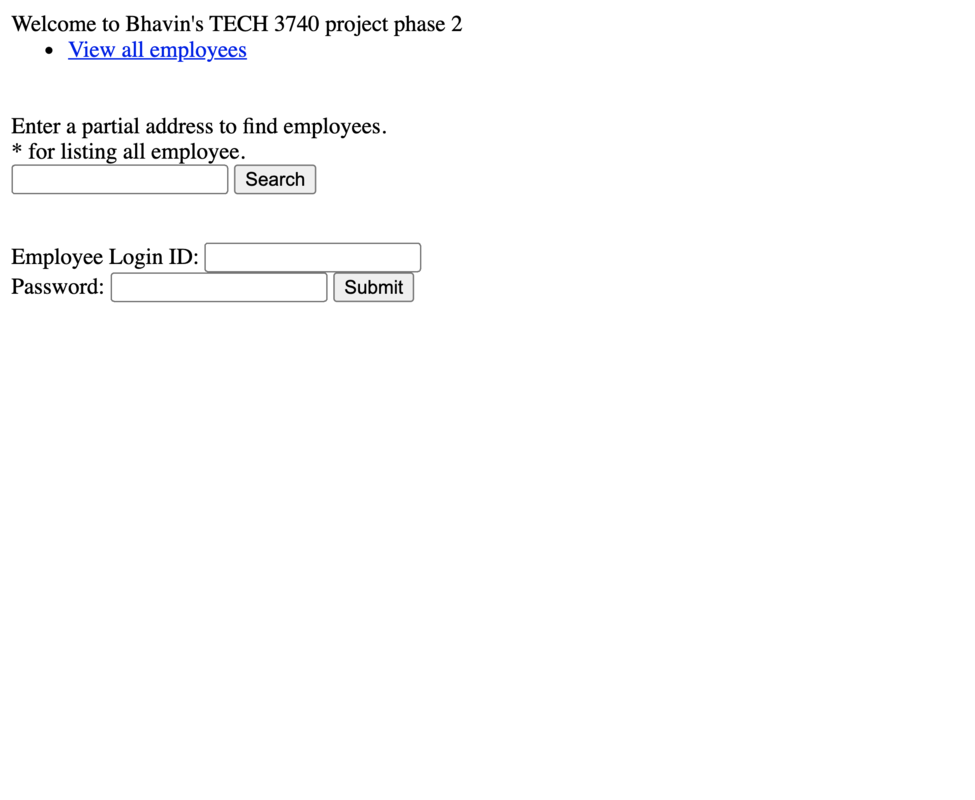 Welcome to Bhavin's TECH 3740 project phase 2
• View all employees
Enter a partial address to find employees.
* for listing all employee.
Search
Employee Login ID:
Password: Submit